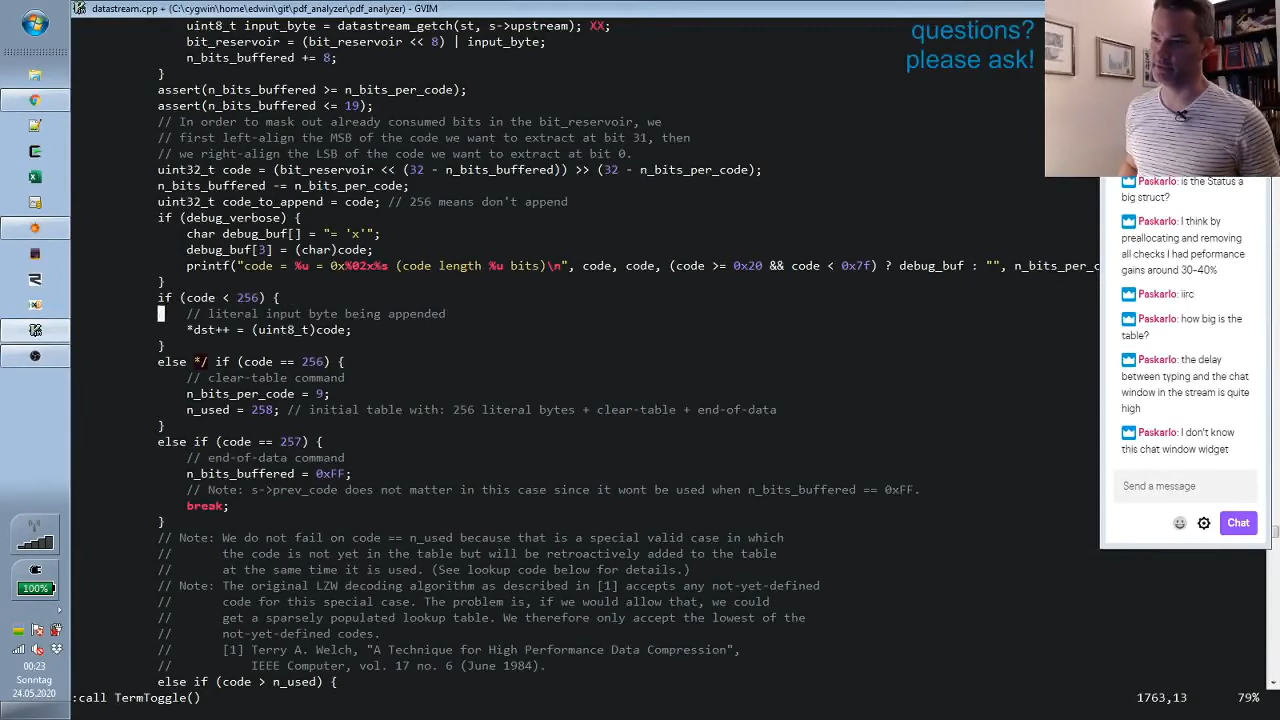 datastream.cpp + (C:\cygwin\home\edwin\git\pdf_analyzer\pdf_analyzer) - GVIM
uint8_t input_byte = datastream_getch(st, s->upstream); XX;
bit_reservoir = (bit_reservoir << 8) | input_byte;
n_bits_buffered += 8;
}
assert(n_bits_buffered >= n_bits_per_code);
assert(n_bits_buffered <= 19);
// In order to mask out already consumed bits in the bit_reservoir, we
// first left-align the MSB of the code we want to extract at bit 31, then
// we right-align the LSB of the code we want to extract at bit 0.
uint32_t code = (bit_reservoir << (32 - n_bits_buffered)) >> (32 - n_bits_per_code);
n_bits_buffered -= n_bits_per_code;
uint32_t code_to_append = code; // 256 means don't append
if (debug_verbose) {
char debug_buf[] = "= 'x'";
debug_buf[3] = (char)code;
printf("code = %u = 0x%02x%s (code length %u bits)\n", code, code, (code >= 0x20 && code < 0x7f) ? debug_buf : "", n_bits_per_c
}
if (code < 256) {
// literal input byte being appended
*dst++ = (uint8_t)code;
}
else */ if (code == 256) {
// clear-table command
n_bits_per_code = 9;
n_used = 258; // initial table with: 256 literal bytes + clear-table + end-of-data
}
else if (code == 257) {
// end-of-data command
n_bits_buffered = 0xFF;
// Note: s->prev_code does not matter in this case since it wont be used when n_bits_buffered == 0xFF.
break;
}
// Note: We do not fail on code == n_used because that is a special valid case in which
// the code is not yet in the table but will be retroactively added to the table
// at the same time it is used. (See lookup code below for details.)
// Note: The original LZW decoding algorithm as described in [1] accepts any not-yet-defined
// code for this special case. The problem is, if we would allow that, we could
// get a sparsely populated lookup table. We therefore only accept the lowest of the
// not-yet-defined codes.
// [1] Terry A. Welch, "A Technique for High Performance Data Compression",
// IEEE Computer, vol. 17 no. 6 (June 1984).
else if (code > n_used) {
:call TermToggle()
1763,13
79%
questions?
please ask!
Paskarlo: is the Status a
big struct?
Paskarlo: I think by
preallocating and removing
all checks I had peformance
gains around 30-40%
Paskarlo: iirc
Paskarlo: how big is the
table?
Paskarlo: the delay
between typing and the chat
window in the stream is quite
high
Paskarlo: I don't know
this chat window widget
Send a message
Chat
100%
00:23
Sonntag
24.05.2020